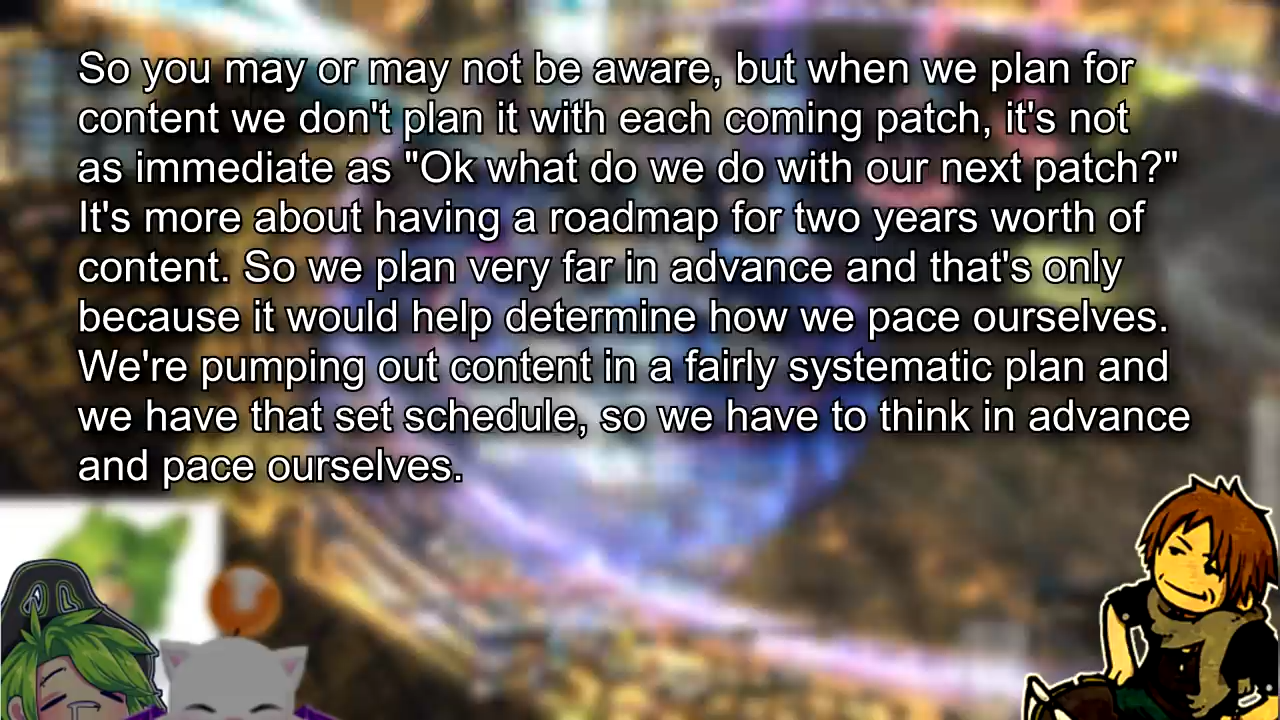 So you may or may not be aware, but when we plan for
content we don't plan it with each coming patch, it's not
as immediate as "Ok what do we do with our next patch?"
It's more about having a roadmap for two years worth of
content. So we plan very far in advance and that's only
because it would help determine how we pace ourselves.
We're pumping out content in a fairly systematic plan and
we have that set schedule, so we have to think in advance
and pace ourselves.